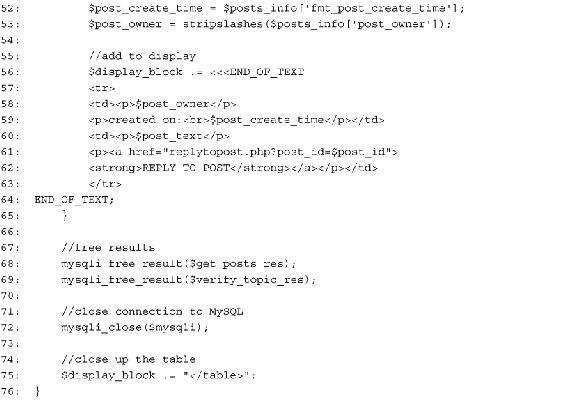 52:         $post_create_time = $posts_info['fmt_post_create_time'];
53:         $post_owner = stripslashes($posts_info['post_owner']);
54:
55:         //add to display
56:         $display_block .= <<<END_OF_TEXT
57:         <tr>
58:         <td><p>$post_owner</p>
59:         <p>created on:<br>$post_create_time</p></td>
60:         <td><p>$post_text</p>
61:         <p><a href="replytopost.php?post_id=$post_id">
62:         <strong>REPLY TO POST</strong></a></p></td>
63:         </tr>
64: END_OF_TEXT;
65:     }
66:
67:     //free results
68:     mysqli_free_result($get_posts_res);
69:     mysqli_free_result($verify_topic_res);
70:
71:     //close connection to MySQL
72:     mysqli_close($mysqli);
73:
74:     //close up the table
75:     $display_block .= "</table>";
76: }